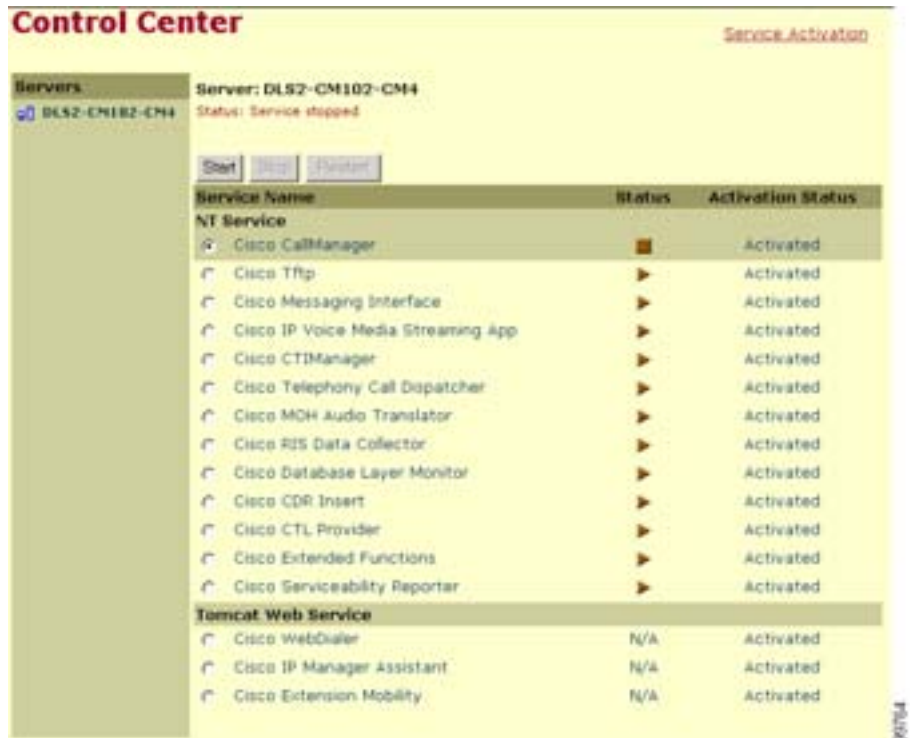 Control Center
Service Activation
Servers
DLS2-CM102-CM4
Server: DLS2-CM102-CM4
Status: Service stopped
Start Stop Restart
Service Name Status Activation Status
NT Service
Cisco CallManager Activated
Cisco Tftp Activated
Cisco Messaging Interface Activated
Cisco IP Voice Media Streaming App Activated
Cisco CTIManager Activated
Cisco Telephony Call Dispatcher Activated
Cisco MOH Audio Translator Activated
Cisco RIS Data Collector Activated
Cisco Database Layer Monitor Activated
Cisco CDR Insert Activated
Cisco CTL Provider Activated
Cisco Extended Functions Activated
Cisco Serviceability Reporter Activated
Tomcat Web Service
Cisco WebDialer N/A Activated
Cisco IP Manager Assistant N/A Activated
Cisco Extension Mobility N/A Activated